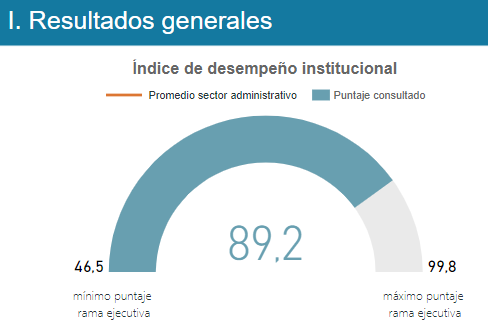 I. Resultados generales
Índice de desempeño institucional
Promedio sector administrativo Puntaje consultado
89,2
46,5 99,8
mínimo puntaje máximo puntaje
rama ejecutiva rama ejecutiva